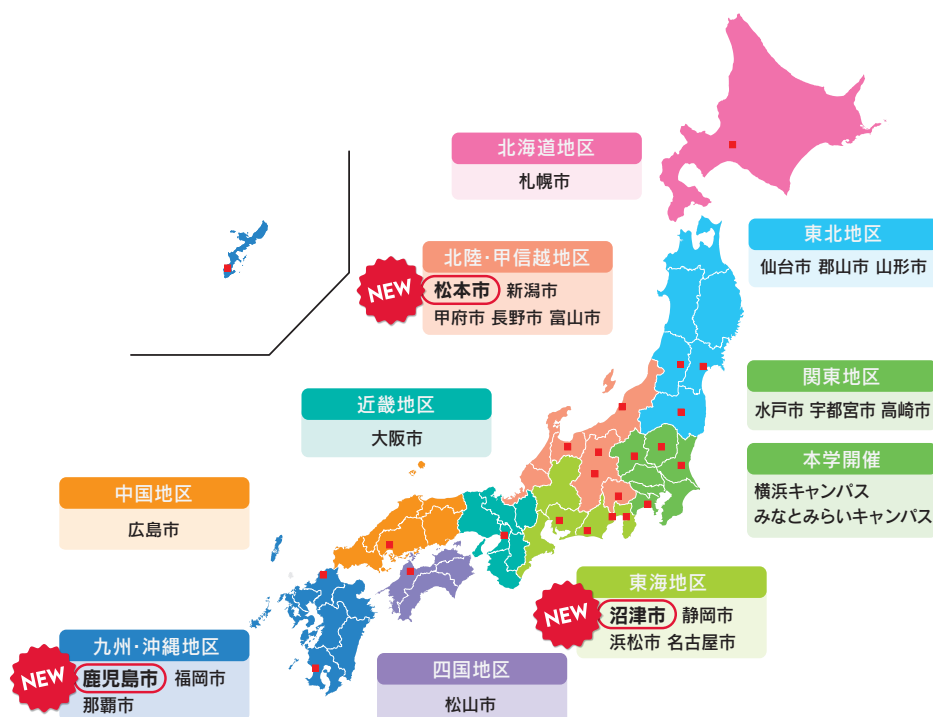 北海道地区
札幌市
東北地区
仙台市 郡山市 山形市
北陸・甲信越地区
NEW
松本市 新潟市
甲府市 長野市 富山市
関東地区
水戸市 宇都宮市 高崎市
近畿地区
大阪市
本学開催
横浜キャンパス
みなとみらいキャンパス
中国地区
広島市
東海地区
NEW
沼津市 静岡市
浜松市 名古屋市
九州・沖縄地区
NEW
鹿児島市 福岡市
那覇市
四国地区
松山市